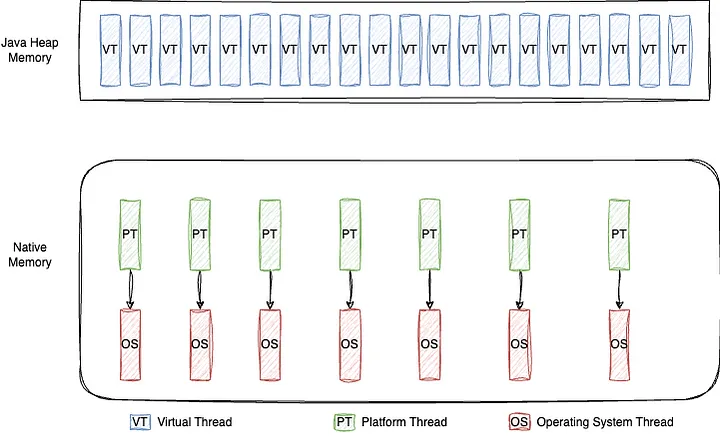 Java Heap
Memory
VT VT VT VT VT VT VT VT VT VT VT VT VT VT VT VT VT VT VT VT
Native
Memory
PT PT PT PT PT PT PT
OS OS OS OS OS OS OS
VT Virtual Thread PT Platform Thread OS Operating System Thread